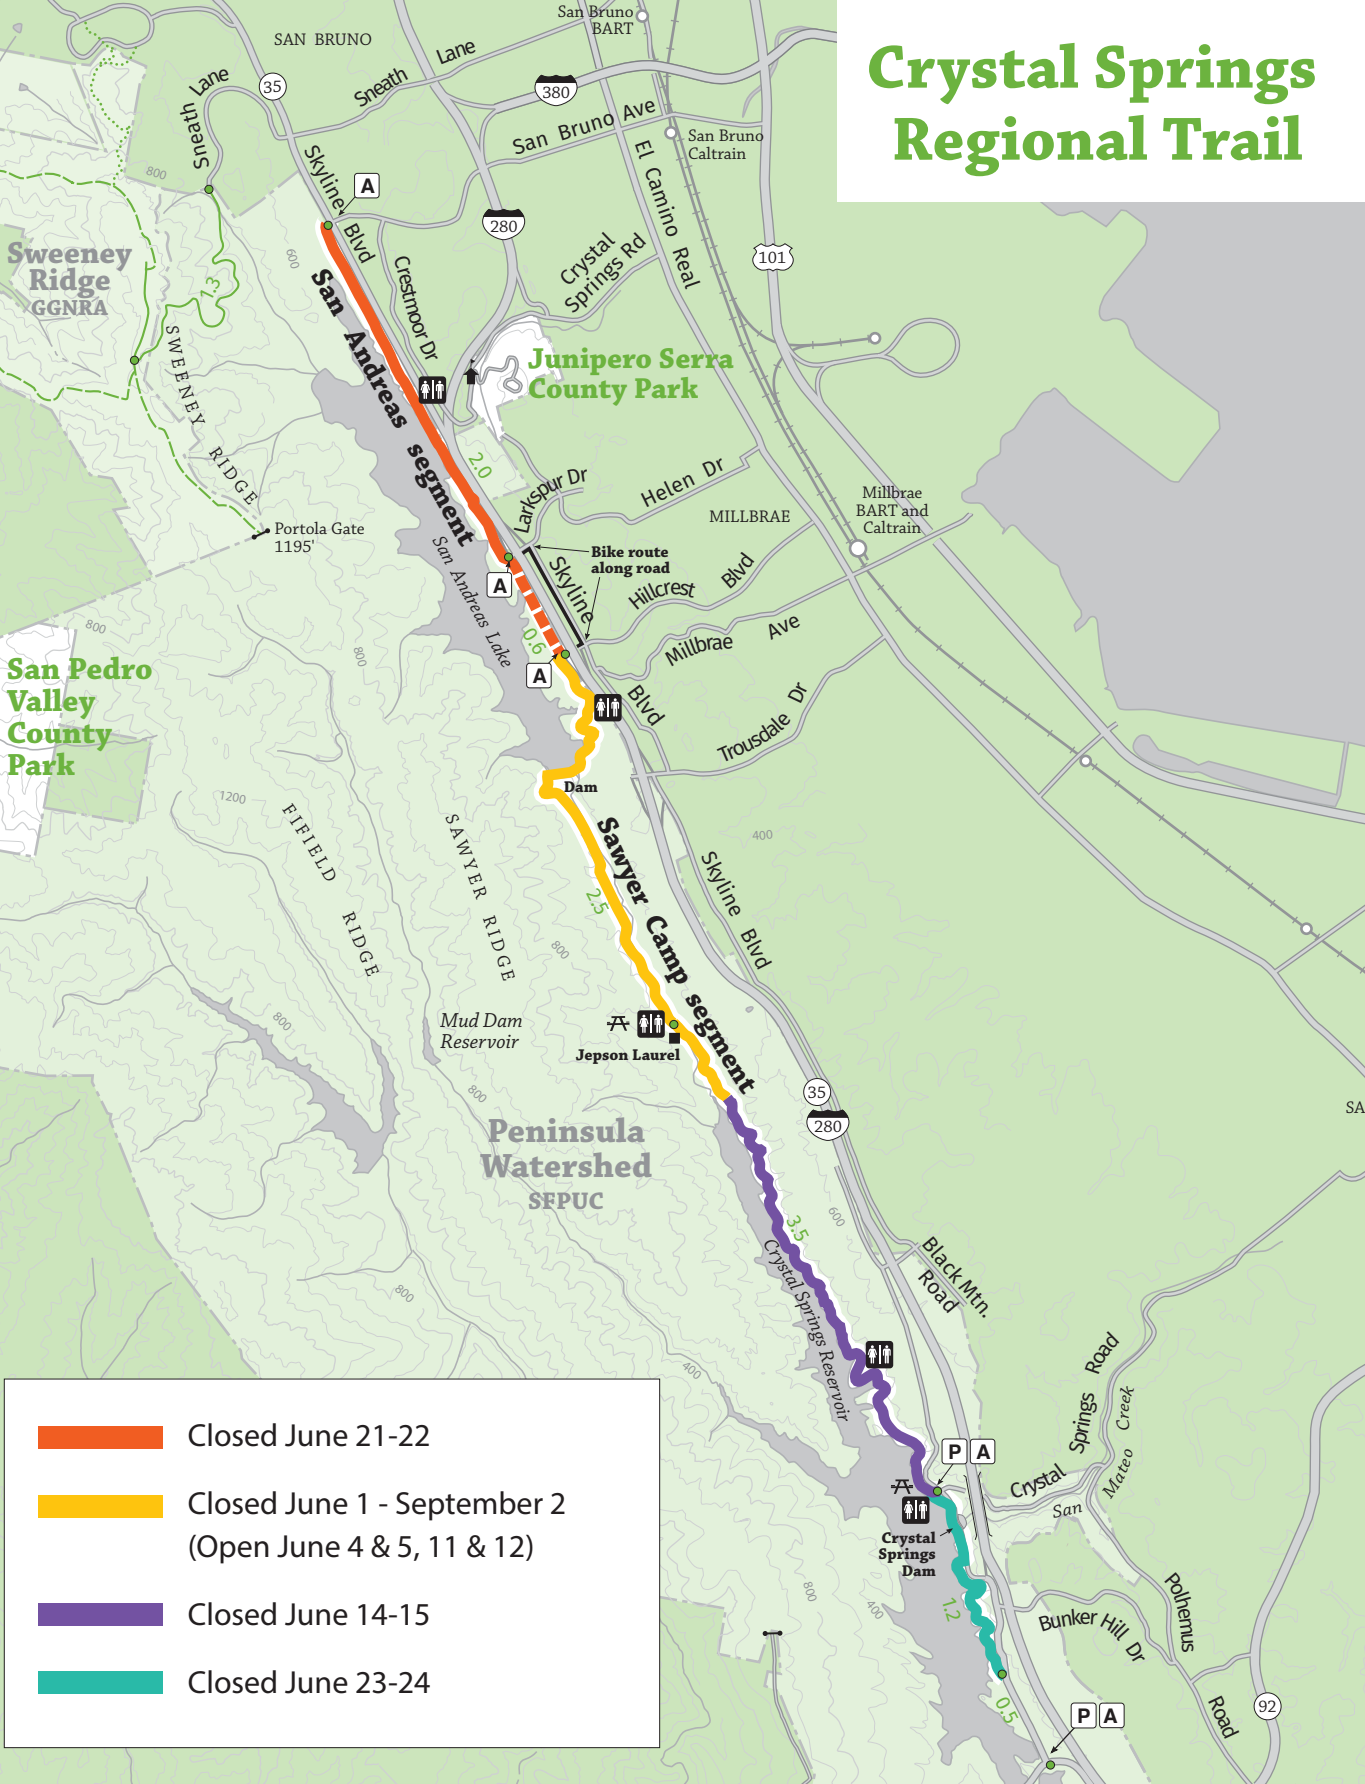 Crystal Springs
Regional Trail
San Bruno
BART
SAN BRUNO
Sneath Lane
35
Sneath Lane
380
San Bruno Ave
San Bruno
Caltrain
El Camino Real
800
Skyline Blvd
A
280
101
Sweeney
Ridge
GGNRA
600
1.3
Crystal
Springs Rd
Crestmoor Dr
San Andreas segment
SWEENEY RIDGE
Junipero Serra
County Park
2.0
Larkspur Dr
Helen Dr
MILLBRAE
Millbrae
BART and
Caltrain
Portola Gate
1195'
San Andreas Lake
A
Bike route
along road
Skyline Blvd
Hillcrest Blvd
Millbrae Ave
0.6
A
800
800
San Pedro
Valley
County
Park
Trousdale Dr
Dam
1200
FIFIELD RIDGE
SAWYER RIDGE
400
Sawyer Camp segment
Skyline Blvd
2.5
800
800
Mud Dam
Reservoir
Jepson Laurel
800
35
280
SA
Peninsula
Watershed
SFPUC
3.5
600
Crystal Springs Reservoir
Black Mtn.
Road
800
400
Crystal Springs Road
San Mateo Creek
P A
Crystal
Springs
Dam
800
400
1.2
Bunker Hill Dr
Polhemus Road
0.5
P A
92
Closed June 21-22
Closed June 1 - September 2
(Open June 4 & 5, 11 & 12)
Closed June 14-15
Closed June 23-24